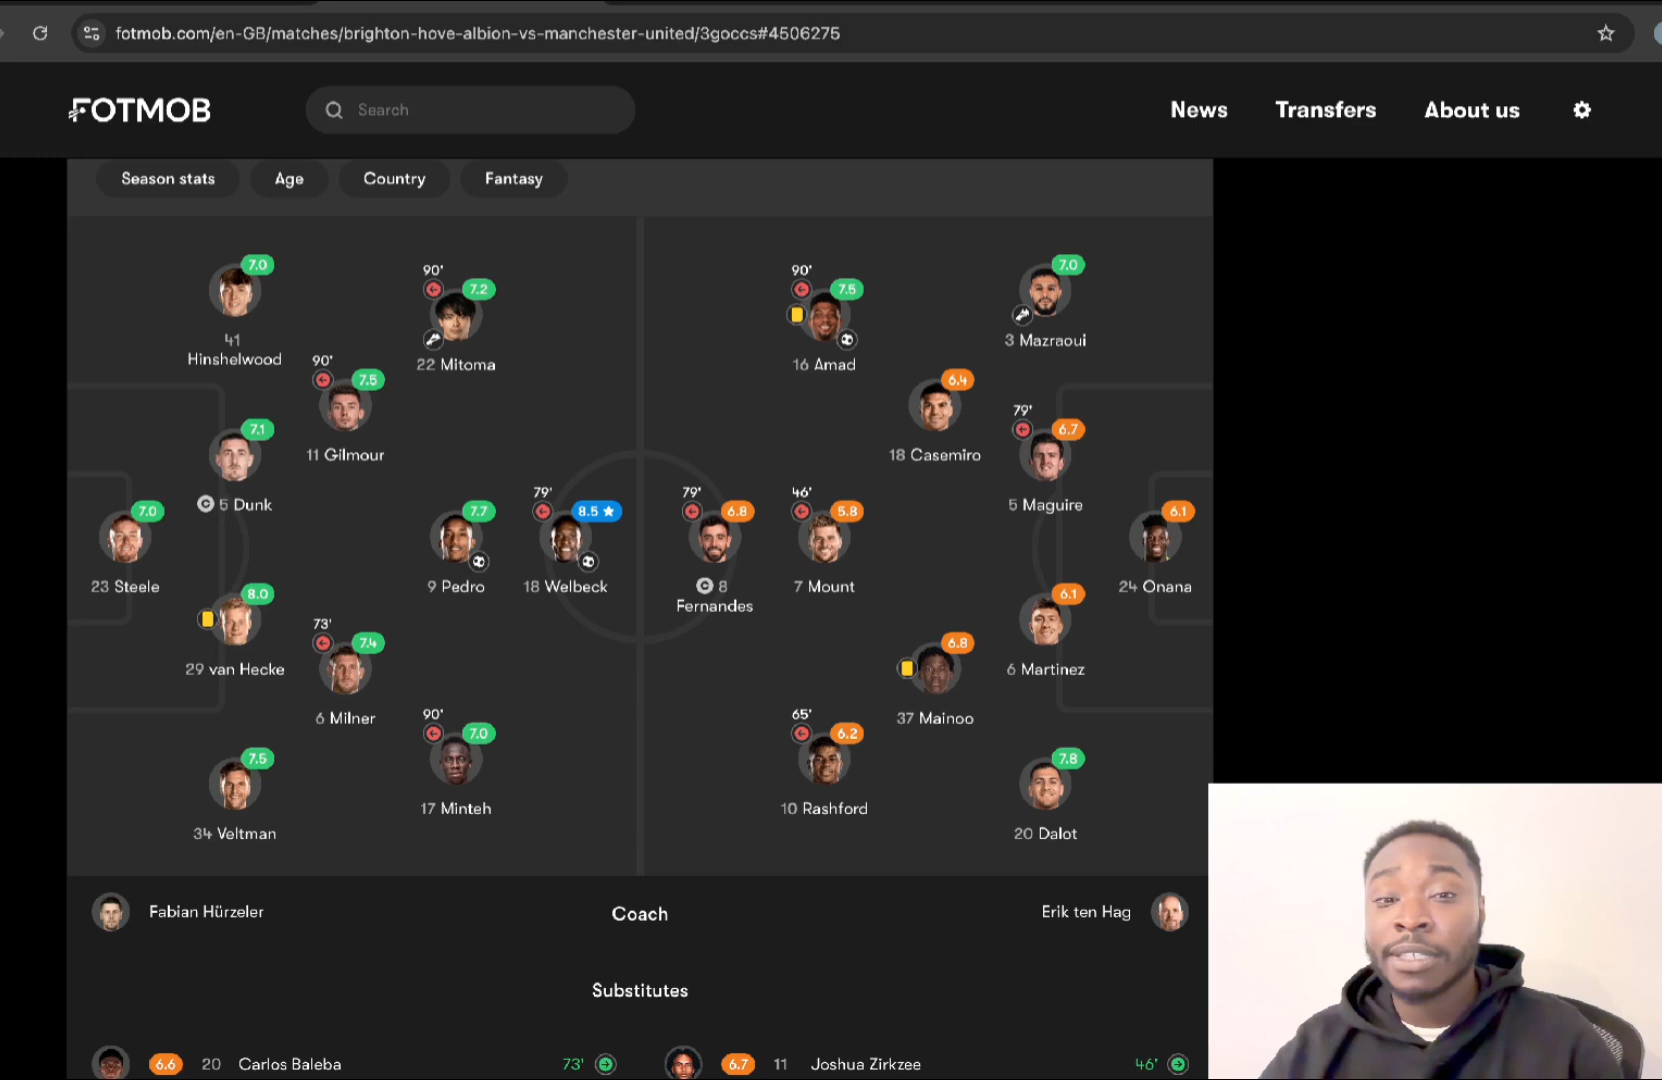 fotmob.com/en-GB/matches/brighton-hove-albion-vs-manchester-united/3goccs#4506275
FOTMOB
Search
News
Transfers
About us
Season stats
Age
Country
Fantasy
7.0
41
Hinshelwood
90'
7.2
22 Mitoma
90'
7.5
11 Gilmour
7.1
C 5 Dunk
7.0
23 Steele
7.7
9 Pedro
79'
8.5
18 Welbeck
8.0
29 van Hecke
73'
7.4
6 Milner
90'
7.0
17 Minteh
7.5
34 Veltman
90'
7.5
16 Amad
7.0
3 Mazraoui
6.4
18 Casemiro
79'
6.7
5 Maguire
79'
6.8
C 8
Fernandes
46'
5.8
7 Mount
6.1
24 Onana
6.1
6 Martinez
6.8
37 Mainoo
65'
6.2
10 Rashford
7.8
20 Dalot
Fabian Hürzeler
Coach
Erik ten Hag
Substitutes
6.6 20 Carlos Baleba 73'
6.7 11 Joshua Zirkzee 46'